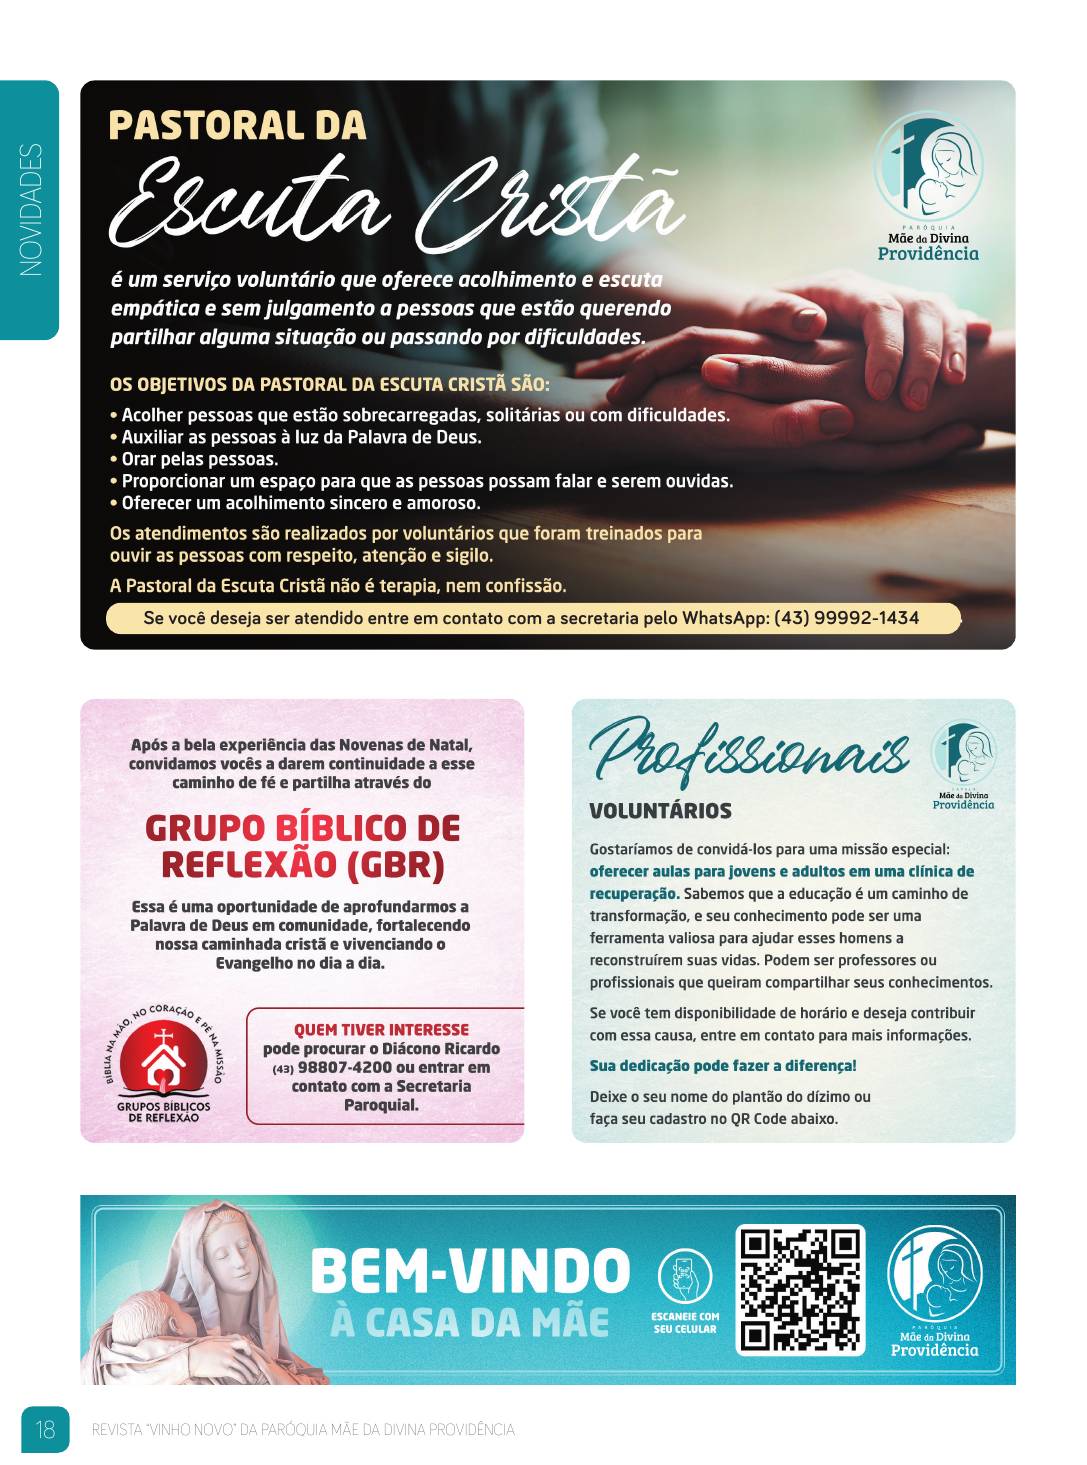 NOVIDADES
PASTORAL DA
Escuta Cristã
é um serviço voluntário que oferece acolhimento e escuta
empática e sem julgamento a pessoas que estão querendo
partilhar alguma situação ou passando por dificuldades.
PARÓQUIA
Mãe da Divina
Providência
OS OBJETIVOS DA PASTORAL DA ESCUTA CRISTÃ SÃO:
• Acolher pessoas que estão sobrecarregadas, solitárias ou com dificuldades.
• Auxiliar as pessoas à luz da Palavra de Deus.
• Orar pelas pessoas.
• Proporcionar um espaço para que as pessoas possam falar e serem ouvidas.
• Oferecer um acolhimento sincero e amoroso.
Os atendimentos são realizados por voluntários que foram treinados para
ouvir as pessoas com respeito, atenção e sigilo.
A Pastoral da Escuta Cristã não é terapia, nem confissão.
Se você deseja ser atendido entre em contato com a secretaria pelo WhatsApp: (43) 99992-1434
Após a bela experiência das Novenas de Natal,
convidamos vocês a darem continuidade a esse
caminho de fé e partilha através do
GRUPO BÍBLICO DE
REFLEXÃO (GBR)
Essa é uma oportunidade de aprofundarmos a
Palavra de Deus em comunidade, fortalecendo
nossa caminhada cristã e vivenciando o
Evangelho no dia a dia.
BÍBLIA NA MÃO, NO CORAÇÃO E PÉ NA MISSÃO
GRUPOS BÍBLICOS
DE REFLEXÃO
QUEM TIVER INTERESSE
pode procurar o Diácono Ricardo
(43) 98807-4200 ou entrar em
contato com a Secretaria
Paroquial.
Profissionais
VOLUNTÁRIOS
Mãe da Divina
Providência
Gostaríamos de convidá-los para uma missão especial:
oferecer aulas para jovens e adultos em uma clínica de
recuperação. Sabemos que a educação é um caminho de
transformação, e seu conhecimento pode ser uma
ferramenta valiosa para ajudar esses homens a
reconstruírem suas vidas. Podem ser professores ou
profissionais que queiram compartilhar seus conhecimentos.
Se você tem disponibilidade de horário e deseja contribuir
com essa causa, entre em contato para mais informações.
Sua dedicação pode fazer a diferença!
Deixe o seu nome do plantão do dízimo ou
faça seu cadastro no QR Code abaixo.
BEM-VINDO
À CASA DA MÃE
ESCANEIE COM
SEU CELULAR
PARÓQUIA
Mãe da Divina
Providência
18
REVISTA “VINHO NOVO” DA PARÓQUIA MÃE DA DIVINA PROVIDÊNCIA